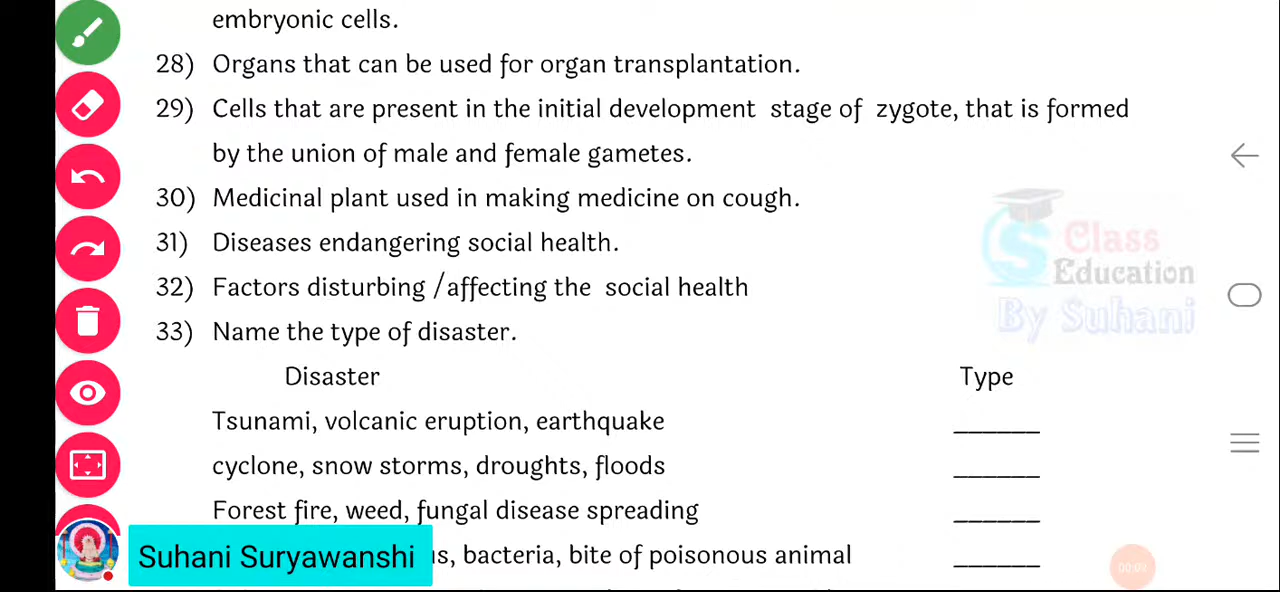 embryonic cells.
28) Organs that can be used for organ transplantation.
29) Cells that are present in the initial development stage of zygote, that is formed
by the union of male and female gametes.
30) Medicinal plant used in making medicine on cough.
31) Diseases endangering social health.
32) Factors disturbing /affecting the social health
33) Name the type of disaster.
Disaster Type
Tsunami, volcanic eruption, earthquake ______
cyclone, snow storms, droughts, floods ______
Forest fire, weed, fungal disease spreading ______
bacteria, bite of poisonous animal ______
Suhani Suryawanshi
S Class
Education
By Suhani